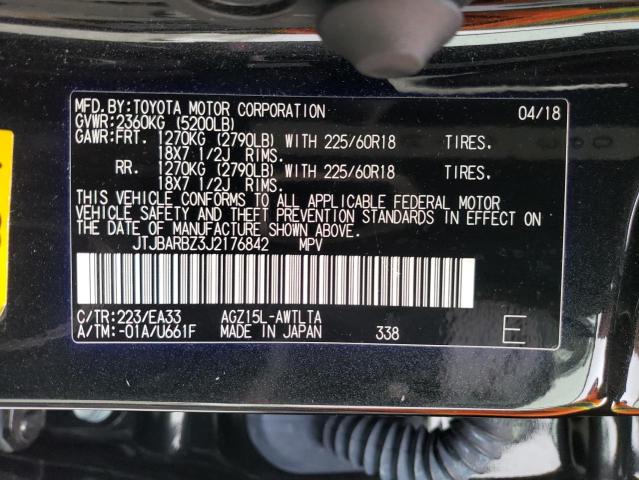 MFD.BY:TOYOTA MOTOR CORPORATION 04/18
GVWR:2360KG (5200LB)
GAWR:FRT. 1270KG (2790LB) WITH 225/60R18 TIRES.
18X7 1/2J RIMS.
RR. 1270KG (2790LB) WITH 225/60R18 TIRES.
18X7 1/2J RIMS.
THIS VEHICLE CONFORMS TO ALL APPLICABLE FEDERAL MOTOR
VEHICLE SAFETY AND THEFT PREVENTION STANDARDS IN EFFECT ON
THE DATE OF MANUFACTURE SHOWN ABOVE.
JTJBARBZ3J2176842 MPV
C/TR:223/EA33 AGZ15L-AWTLTA
A/TM:-01A/U661F MADE IN JAPAN 338 E